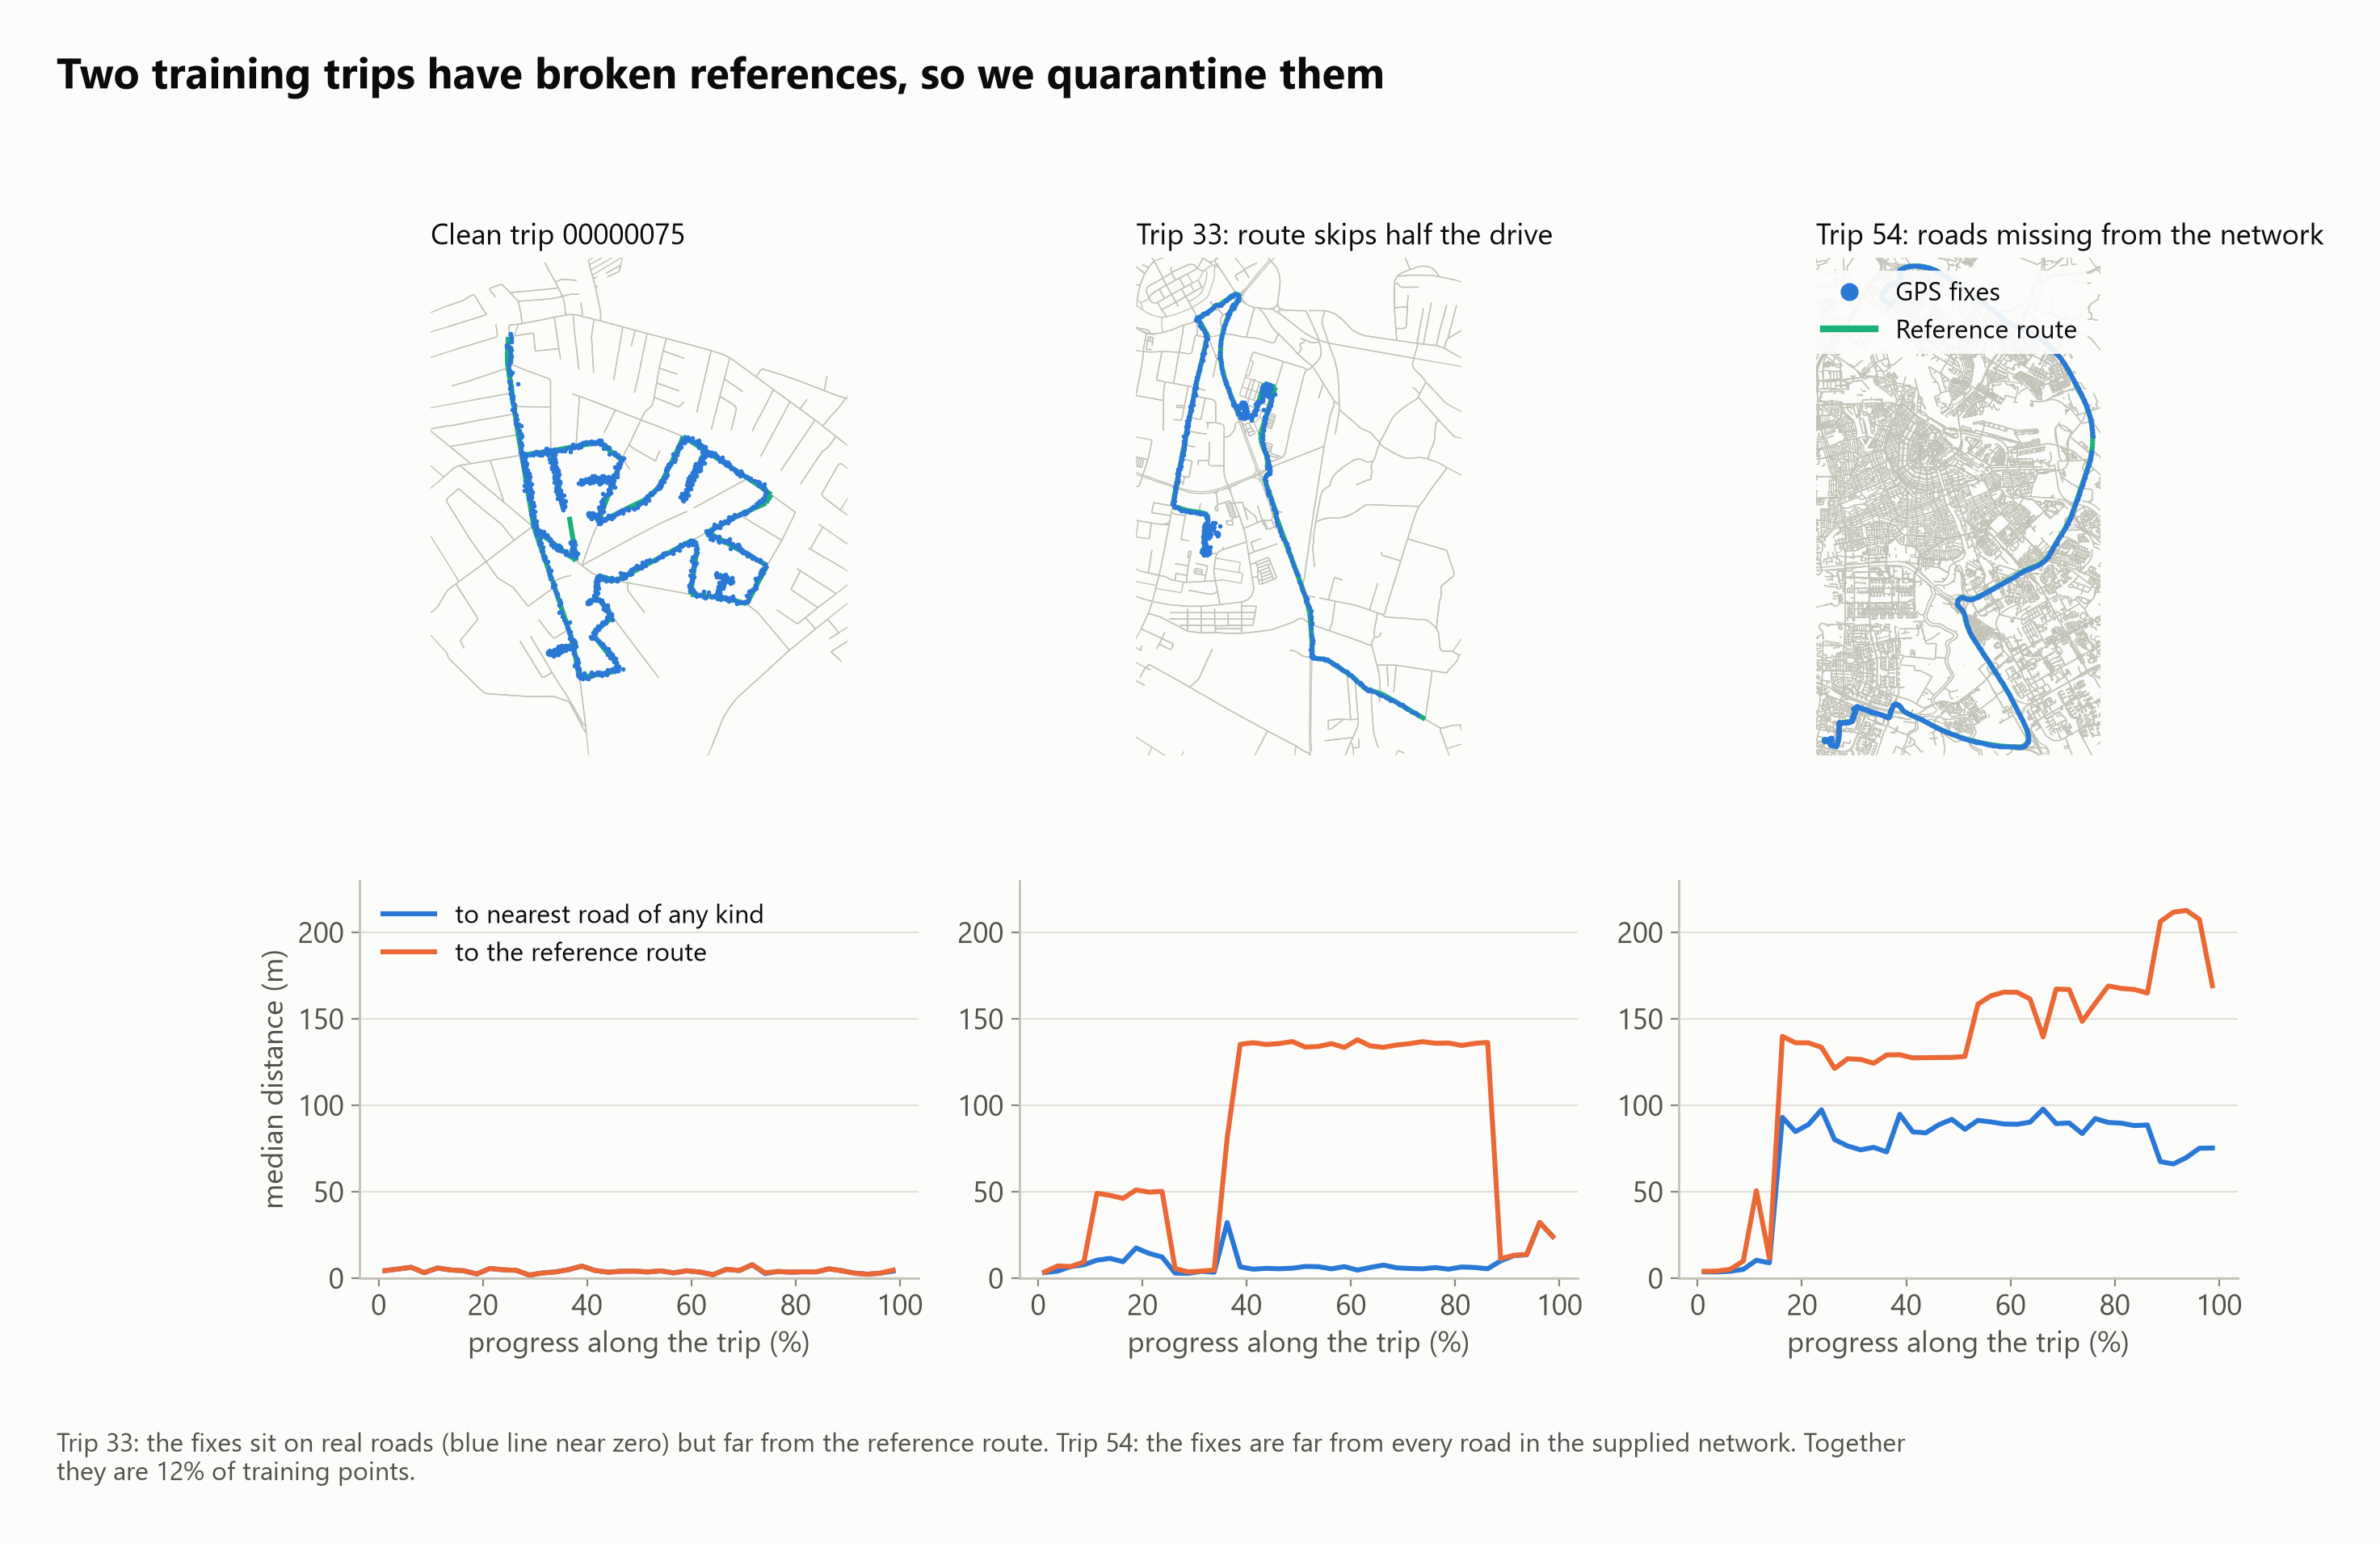 Two training trips have broken references, so we quarantine them
Clean trip 00000075
Trip 33: route skips half the drive
Trip 54: roads missing from the network
GPS fixes
Reference route
median distance (m)
200
150
100
50
0
to nearest road of any kind
to the reference route
0 20 40 60 80 100
progress along the trip (%)
200
150
100
50
0
0 20 40 60 80 100
progress along the trip (%)
200
150
100
50
0
0 20 40 60 80 100
progress along the trip (%)
Trip 33: the fixes sit on real roads (blue line near zero) but far from the reference route. Trip 54: the fixes are far from every road in the supplied network. Together
they are 12% of training points.